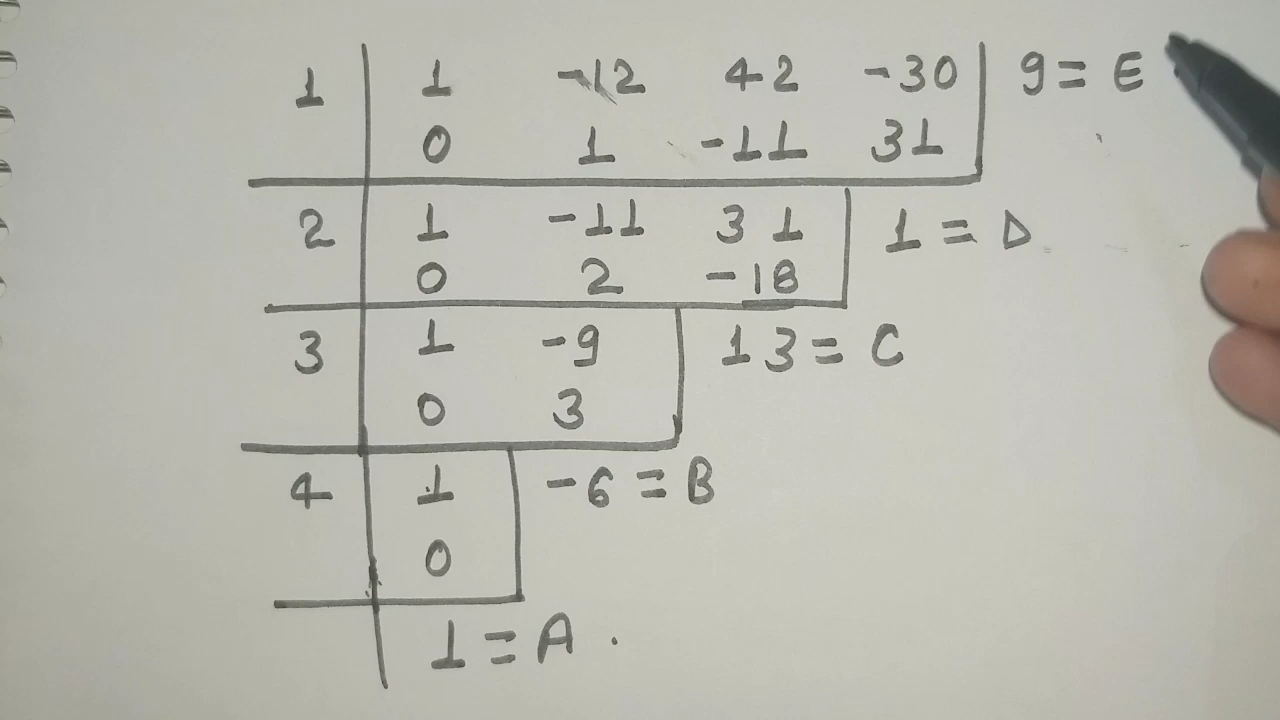 1 1 -12 42 -30 9 = E
0 1 -11 31
2 1 -11 31 1 = D
0 2 -18
3 1 -9 13 = C
0 3
4 1 -6 = B
0
1 = A .